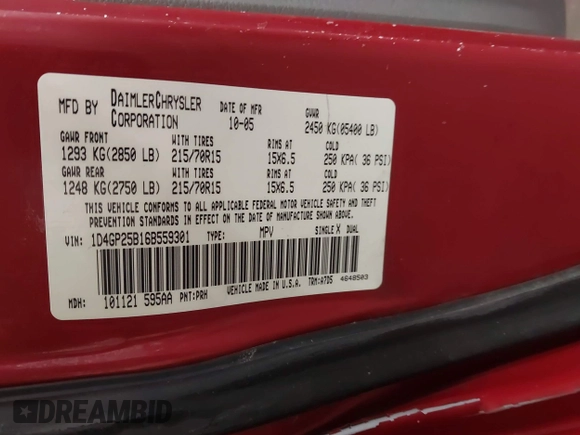 MFD BY DAIMLERCHRYSLER CORPORATION DATE OF MFR 10-05 GVWR 2450 KG(05400 LB)
GAWR FRONT WITH TIRES RIMS AT COLD
1293 KG(2850 LB) 215/70R15 15X6.5 250 KPA( 36 PSI)
GAWR REAR WITH TIRES RIMS AT COLD
1248 KG(2750 LB) 215/70R15 15X6.5 250 KPA( 36 PSI)
THIS VEHICLE CONFORMS TO ALL APPLICABLE FEDERAL MOTOR VEHICLE SAFETY AND THEFT
PREVENTION STANDARDS IN EFFECT ON THE DATE OF MANUFACTURE SHOWN ABOVE.
VIN: 1D4GP25B16B559301 TYPE: MPV SINGLE X DUAL
MDH: 101121 595AA PNT:PRH VEHICLE MADE IN U.S.A. TRM:A7D5 4648503
DREAMBID